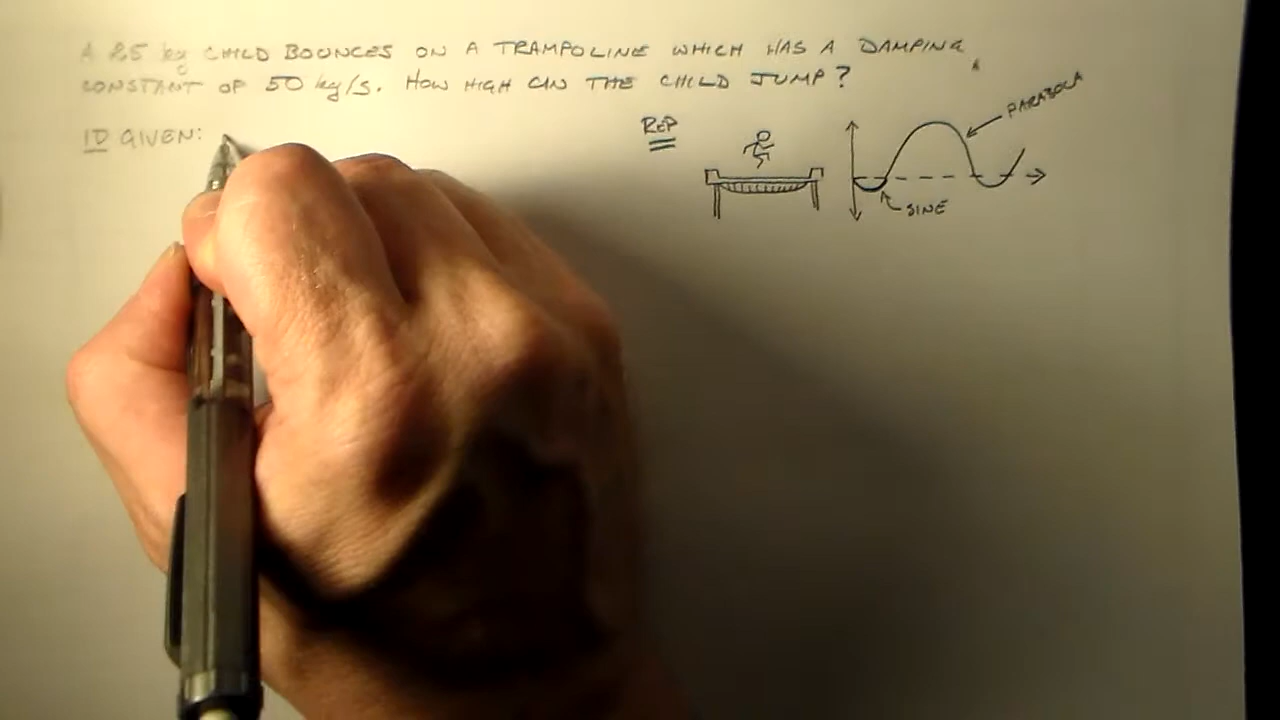 A 25 kg CHILD BOUNCES ON A TRAMPOLINE WHICH HAS A DAMPING
CONSTANT OF 50 kg/s. HOW HIGH CAN THE CHILD JUMP?
ID GIVEN:
REP
PARABOLA
SINE